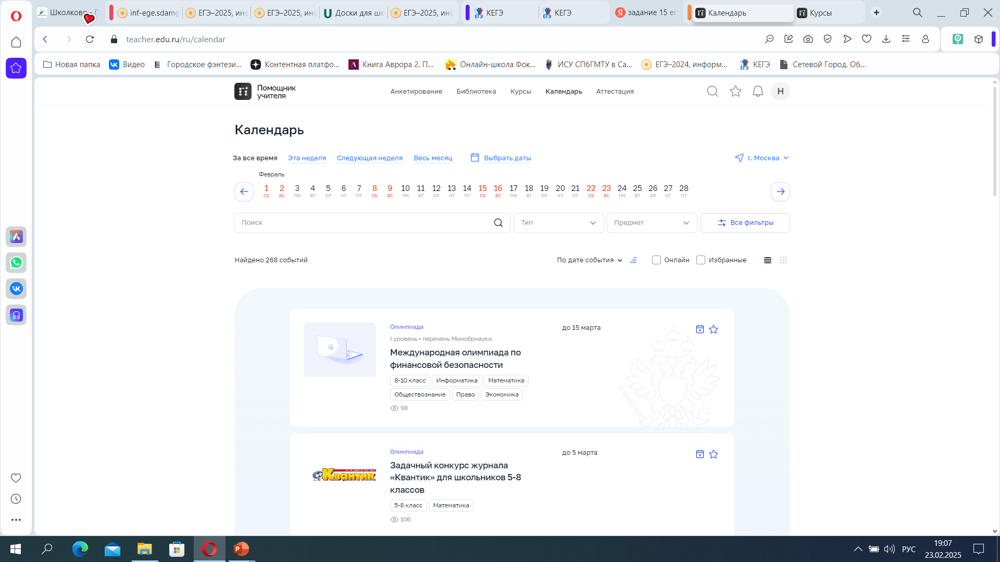 Школково - П
inf-ege.sdamg
ЕГЭ–2025, инф
ЕГЭ–2025, инф
Доски для шк
ЕГЭ–2025, инф
КЕГЭ
КЕГЭ
задание 15 ег
Календарь
Курсы
teacher.edu.ru/ru/calendar
Новая папка
Видео
Городское фэнтези...
Контентная платфо...
Книга Аврора 2. П...
Онлайн-школа Фок...
ИСУ СПбГМТУ в Са...
ЕГЭ–2024, информ...
КЕГЭ
Сетевой Город. Об...
Помощник
учителя
Анкетирование
Библиотека
Курсы
Календарь
Аттестация
Н
Календарь
За все время
Эта неделя
Следующая неделя
Весь месяц
Выбрать даты
г. Москва
Февраль
1 2 3 4 5 6 7 8 9 10 11 12 13 14 15 16 17 18 19 20 21 22 23 24 25 26 27 28
СБ ВС ПН ВТ СР ЧТ ПТ СБ ВС ПН ВТ СР ЧТ ПТ СБ ВС ПН ВТ СР ЧТ ПТ СБ ВС ПН ВТ СР ЧТ ПТ
Поиск
Тип
Предмет
Все фильтры
Найдено 268 событий
По дате события
Онлайн
Избранные
Олимпиада
до 15 марта
I уровень • перечень Минобрнауки
Международная олимпиада по
финансовой безопасности
8-10 класс
Информатика
Математика
Обществознание
Право
Экономика
98
Олимпиада
до 5 марта
Квантик
Задачный конкурс журнала
«Квантик» для школьников 5-8
классов
5-8 класс
Математика
106
РУС
19:07
23.02.2025